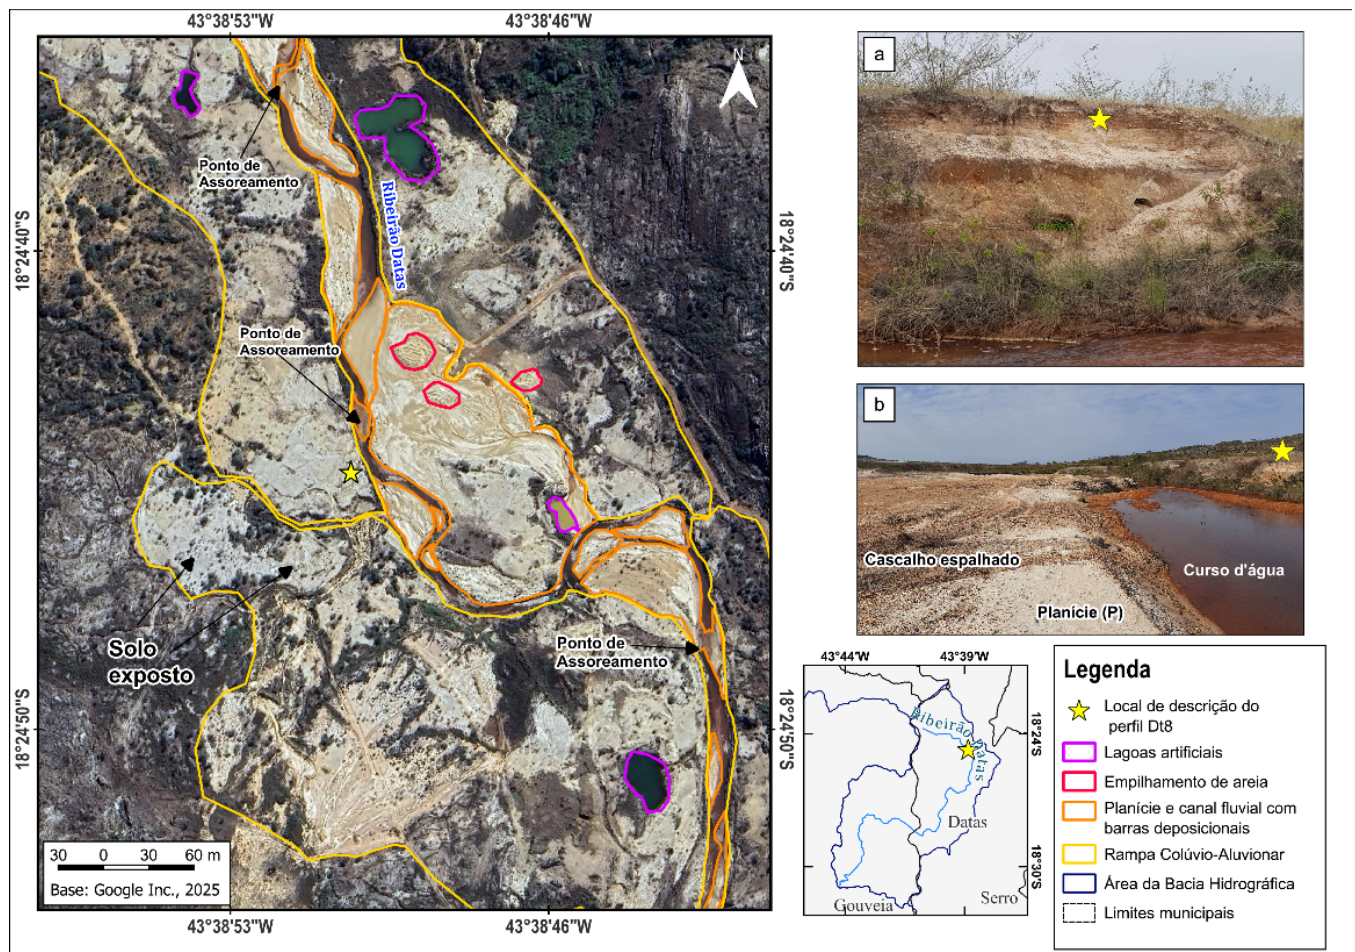 43°38'53"W
43°38'46"W
N
Ponto de
Assoreamento
Ribeirão Datas
18°24'40"S
18°24'40"S
Ponto de
Assoreamento
Solo
exposto
Ponto de
Assoreamento
18°24'50"S
18°24'50"S
30 0 30 60 m
Base: Google Inc., 2025
43°38'53"W
43°38'46"W
a
b
Cascalho espalhado
Curso d'água
Planície (P)
43°44'W
43°39'W
Ribeirão Datas
18°24'S
Datas
18°30'S
Serro
Gouveia
Legenda
Local de descrição do
perfil Dt8
Lagoas artificiais
Empilhamento de areia
Planície e canal fluvial com
barras deposicionais
Rampa Colúvio-Aluvionar
Área da Bacia Hidrográfica
Limites municipais